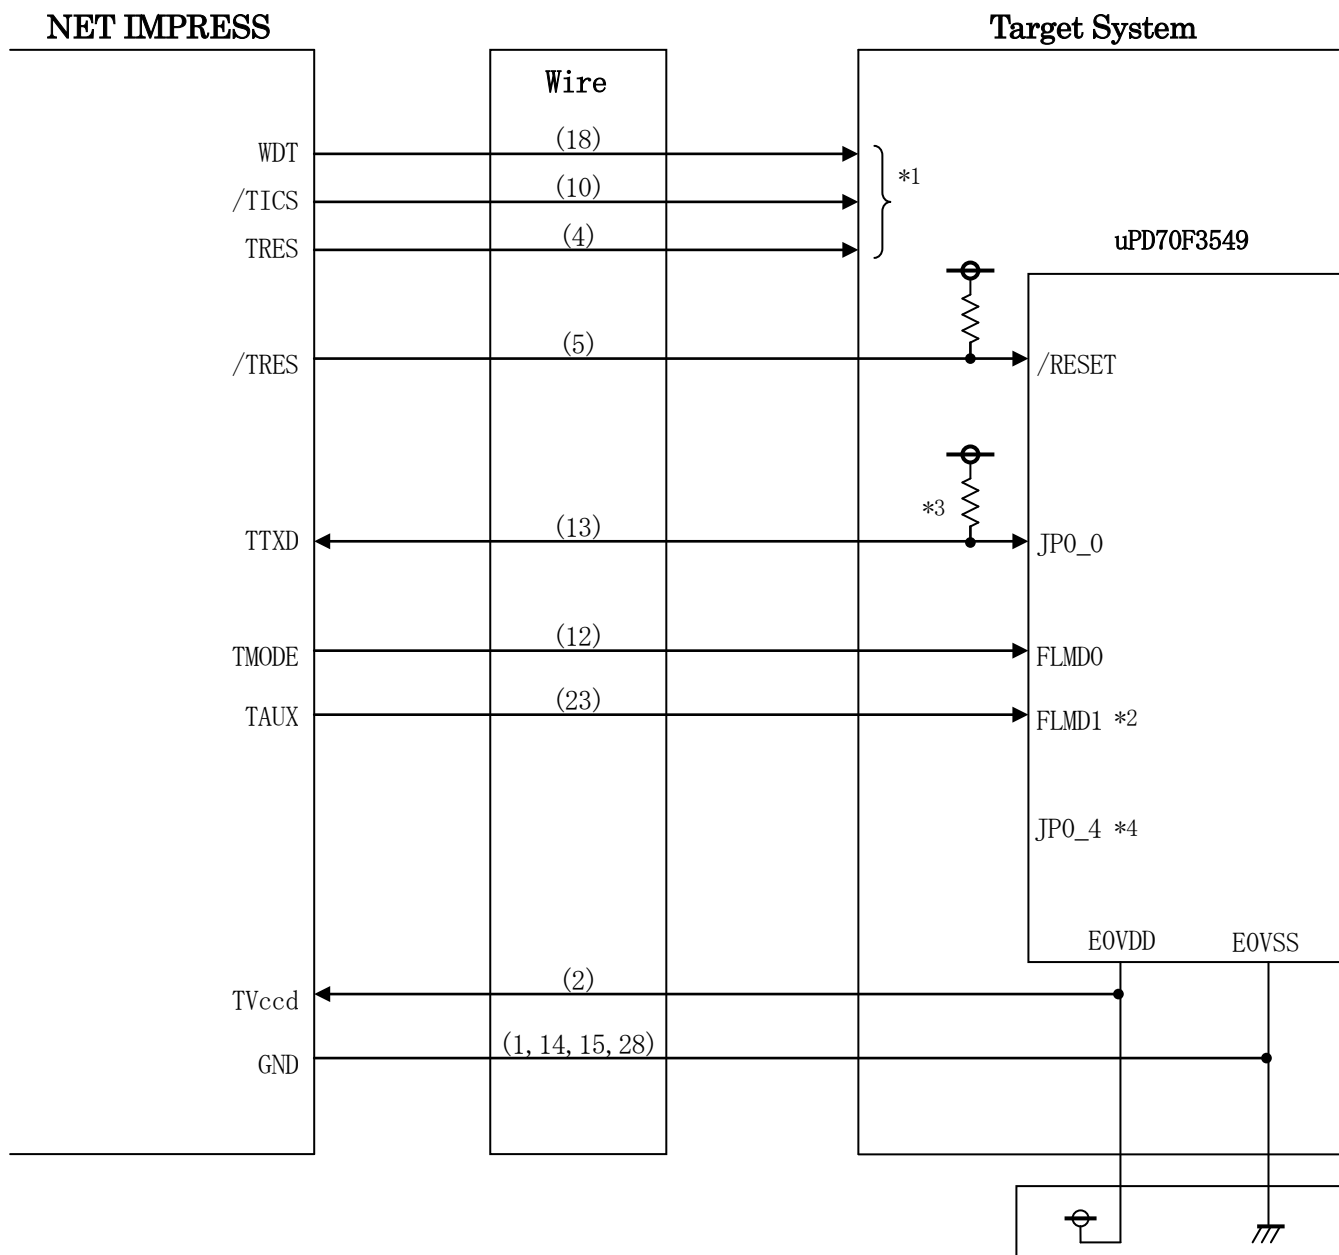 NET IMPRESS
Target System
Wire
WDT (18)
*1
/TICS (10)
TRES (4)
uPD70F3549
/TRES (5) /RESET
*3
TTXD (13) JP0_0
TMODE (12) FLMD0
TAUX (23) FLMD1 *2
JP0_4 *4
E0VDD E0VSS
TVccd (2)
GND (1,14,15,28)